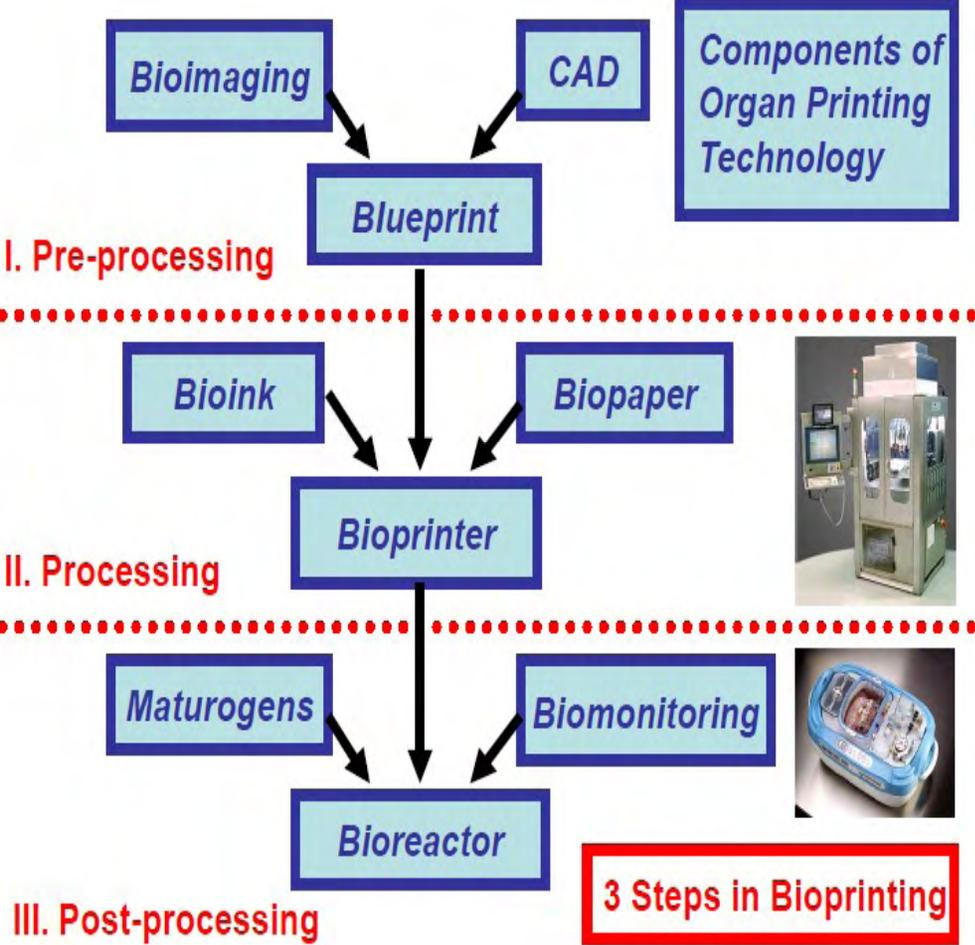 Bioimaging
CAD
Components of
Organ Printing
Technology
Blueprint
I. Pre-processing
Bioink
Biopaper
Bioprinter
II. Processing
Maturogens
Biomonitoring
Bioreactor
3 Steps in Bioprinting
III. Post-processing